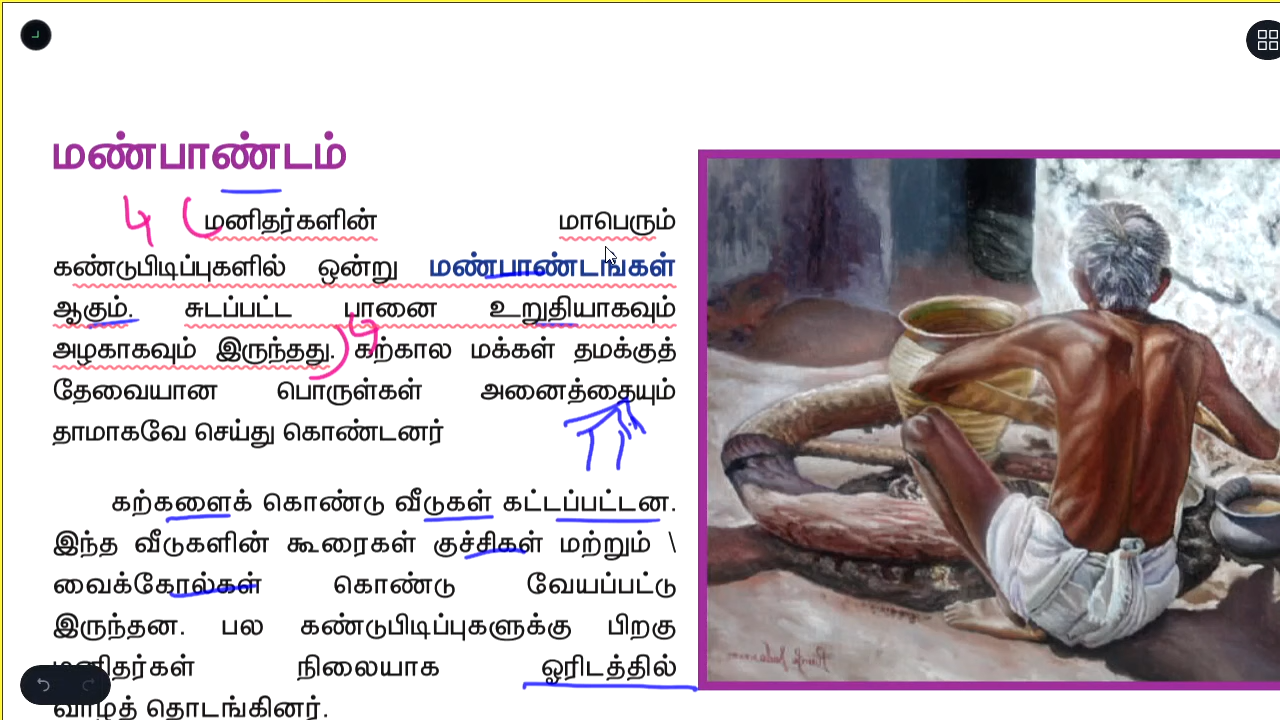 மண்பாண்டம்
மனிதர்களின் மாபெரும்
கண்டுபிடிப்புகளில் ஒன்று மண்பாண்டங்கள்
ஆகும். சுடப்பட்ட பானை உறுதியாகவும்
அழகாகவும் இருந்தது. கற்கால மக்கள் தமக்குத்
தேவையான பொருள்கள் அனைத்தையும்
தாமாகவே செய்து கொண்டனர்
கற்களைக் கொண்டு வீடுகள் கட்டப்பட்டன.
இந்த வீடுகளின் கூரைகள் குச்சிகள் மற்றும் \
வைக்கோல்கள் கொண்டு வேயப்பட்டு
இருந்தன. பல கண்டுபிடிப்புகளுக்கு பிறகு
மனிதர்கள் நிலையாக ஓரிடத்தில்
வாழத் தொடங்கினர்.